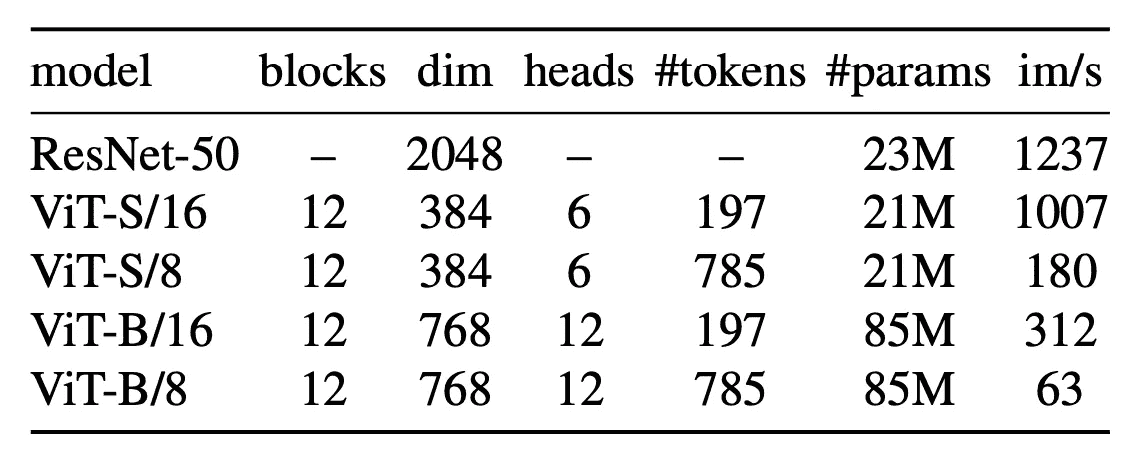 model blocks dim heads #tokens #params im/s
ResNet-50 – 2048 – – 23M 1237
ViT-S/16 12 384 6 197 21M 1007
ViT-S/8 12 384 6 785 21M 180
ViT-B/16 12 768 12 197 85M 312
ViT-B/8 12 768 12 785 85M 63